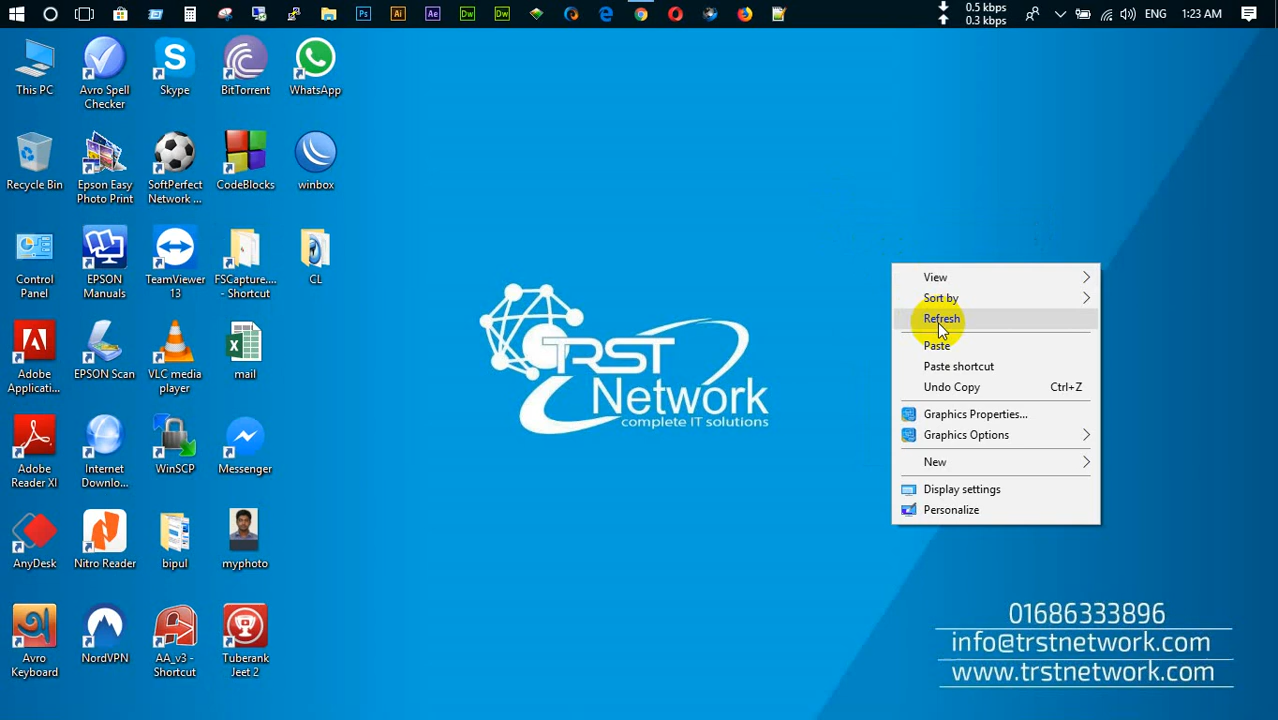 0.5 kbps
0.3 kbps
ENG
1:23 AM
Ps
Ai
Ae
Dw
Dw
This PC
Avro Spell
Checker
Skype
BitTorrent
WhatsApp
Recycle Bin
Epson Easy
Photo Print
SoftPerfect
Network ...
CodeBlocks
winbox
Control
Panel
EPSON
Manuals
TeamViewer
13
FSCapture....
- Shortcut
CL
Adobe
Applicati...
EPSON Scan
VLC media
player
mail
Adobe
Reader XI
Internet
Downlo...
WinSCP
Messenger
AnyDesk
Nitro Reader
bipul
myphoto
Avro
Keyboard
NordVPN
AA_v3 -
Shortcut
Tuberank
Jeet 2
TRST
Network
complete IT solutions
View
Sort by
Refresh
Paste
Paste shortcut
Undo Copy
Ctrl+Z
Graphics Properties...
Graphics Options
New
Display settings
Personalize
01686333896
info@trstnetwork.com
www.trstnetwork.com